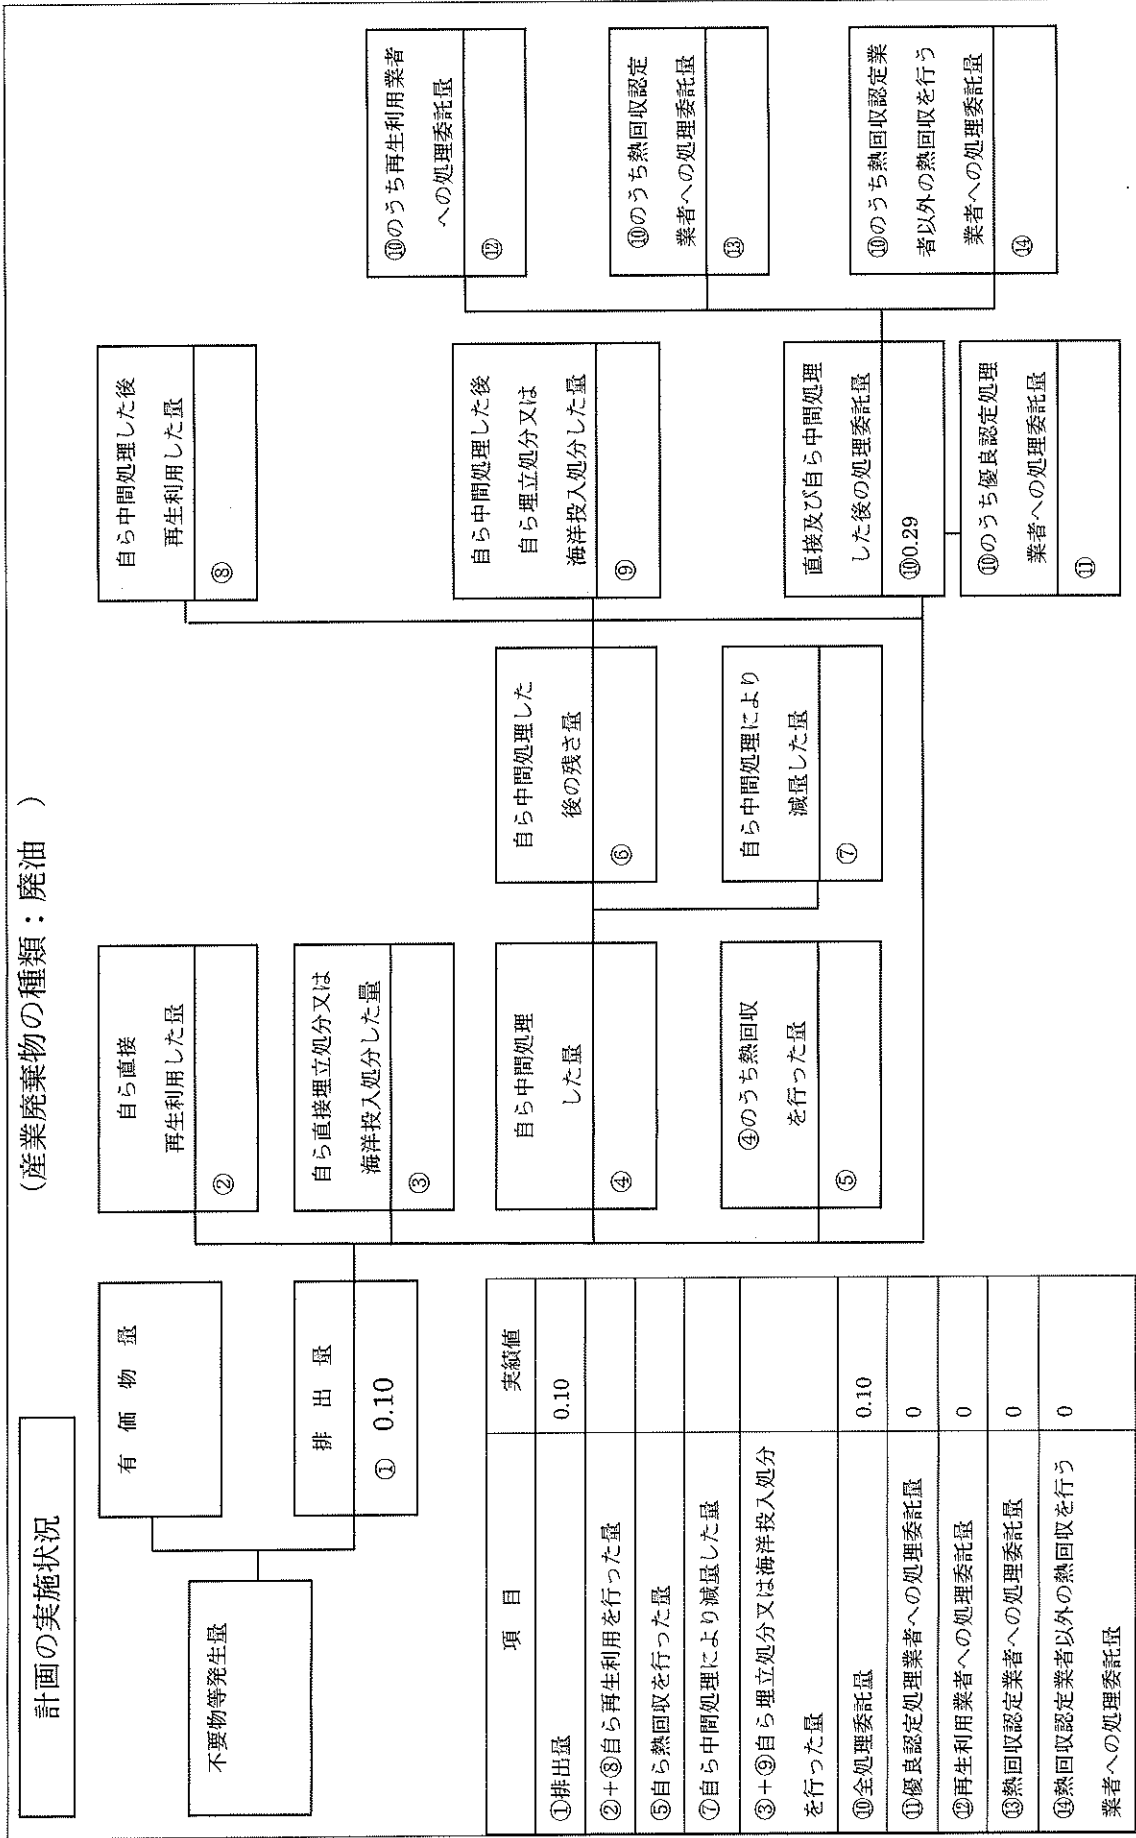 計画の実施状況
(産業廃棄物の種類：廃油　)
不要物等発生量
有　価　物　量
排　出　量
① 0.10
自ら直接
再生利用した量
②
自ら直接埋立処分又は
海洋投入処分した量
③
自ら中間処理
した量
④
④のうち熱回収
を行った量
⑤
自ら中間処理した
後の残さ量
⑥
自ら中間処理により
減量した量
⑦
自ら中間処理した後
再生利用した量
⑧
自ら中間処理した後
自ら埋立処分又は
海洋投入処分した量
⑨
直接及び自ら中間処理
した後の処理委託量
⑩0.29
⑩のうち優良認定処理
業者への処理委託量
⑪
⑩のうち再生利用業者
への処理委託量
⑫
⑩のうち熱回収認定
業者への処理委託量
⑬
⑩のうち熱回収認定業
者以外の熱回収を行う
業者への処理委託量
⑭
項　目　実績値
①排出量　0.10
②+⑧自ら再生利用を行った量
⑤自ら熱回収を行った量
⑦自ら中間処理により減量した量
③+⑨自ら埋立処分又は海洋投入処分
を行った量
⑩全処理委託量　0.10
⑪優良認定処理業者への処理委託量　0
⑫再生利用業者への処理委託量　0
⑬熱回収認定業者への処理委託量　0
⑭熱回収認定業者以外の熱回収を行う　0
業者への処理委託量